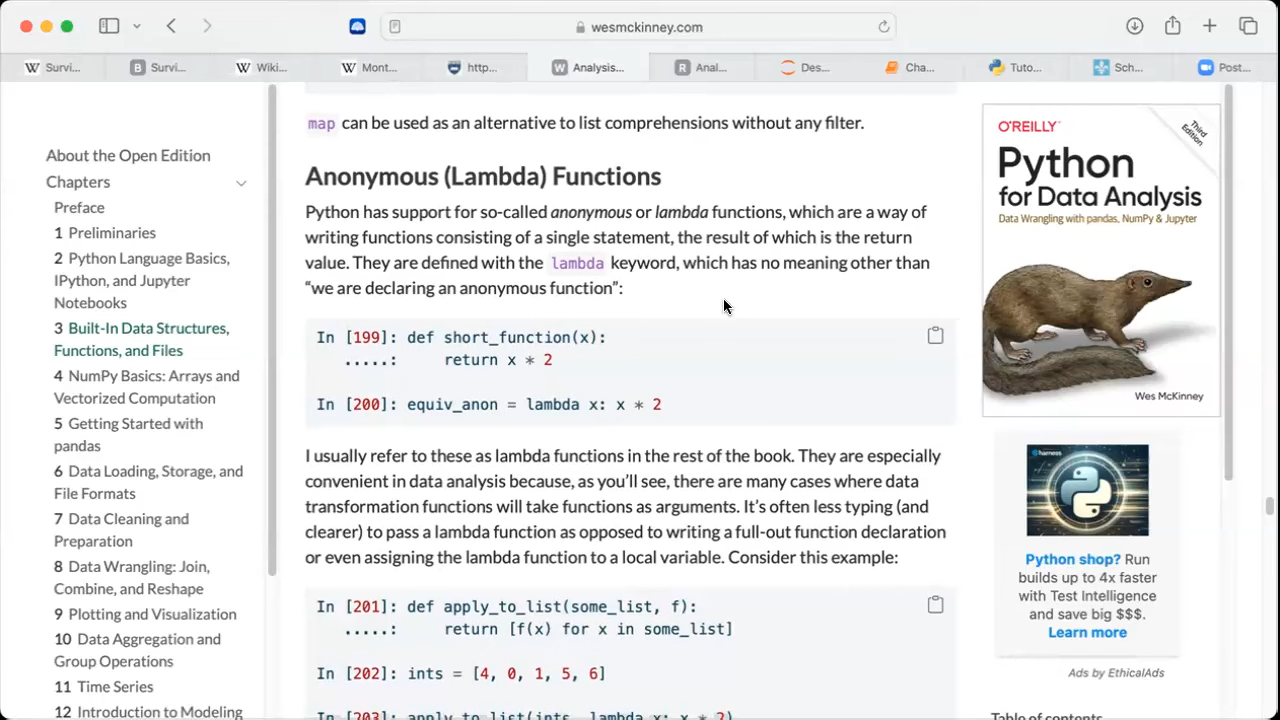 wesmckinney.com
Survi...
Survi...
Wiki...
Mont...
http...
Analysis...
Anal...
Des...
Cha...
Tuto...
Sch...
Post...
About the Open Edition
Chapters
Preface
1 Preliminaries
2 Python Language Basics,
IPython, and Jupyter
Notebooks
3 Built-In Data Structures,
Functions, and Files
4 NumPy Basics: Arrays and
Vectorized Computation
5 Getting Started with
pandas
6 Data Loading, Storage, and
File Formats
7 Data Cleaning and
Preparation
8 Data Wrangling: Join,
Combine, and Reshape
9 Plotting and Visualization
10 Data Aggregation and
Group Operations
11 Time Series
12 Introduction to Modeling
map can be used as an alternative to list comprehensions without any filter.
Anonymous (Lambda) Functions
Python has support for so-called anonymous or lambda functions, which are a way of
writing functions consisting of a single statement, the result of which is the return
value. They are defined with the lambda keyword, which has no meaning other than
“we are declaring an anonymous function”:
In [199]: def short_function(x):
.....:     return x * 2
In [200]: equiv_anon = lambda x: x * 2
I usually refer to these as lambda functions in the rest of the book. They are especially
convenient in data analysis because, as you’ll see, there are many cases where data
transformation functions will take functions as arguments. It’s often less typing (and
clearer) to pass a lambda function as opposed to writing a full-out function declaration
or even assigning the lambda function to a local variable. Consider this example:
In [201]: def apply_to_list(some_list, f):
.....:     return [f(x) for x in some_list]
In [202]: ints = [4, 0, 1, 5, 6]
In [203]: apply_to_list(ints, lambda x: x * 2)
O'REILLY
Third
Edition
Python
for Data Analysis
Data Wrangling with pandas, NumPy & Jupyter
Wes McKinney
harness
Python shop? Run
builds up to 4x faster
with Test Intelligence
and save big $$$.
Learn more
Ads by EthicalAds
Table of contents